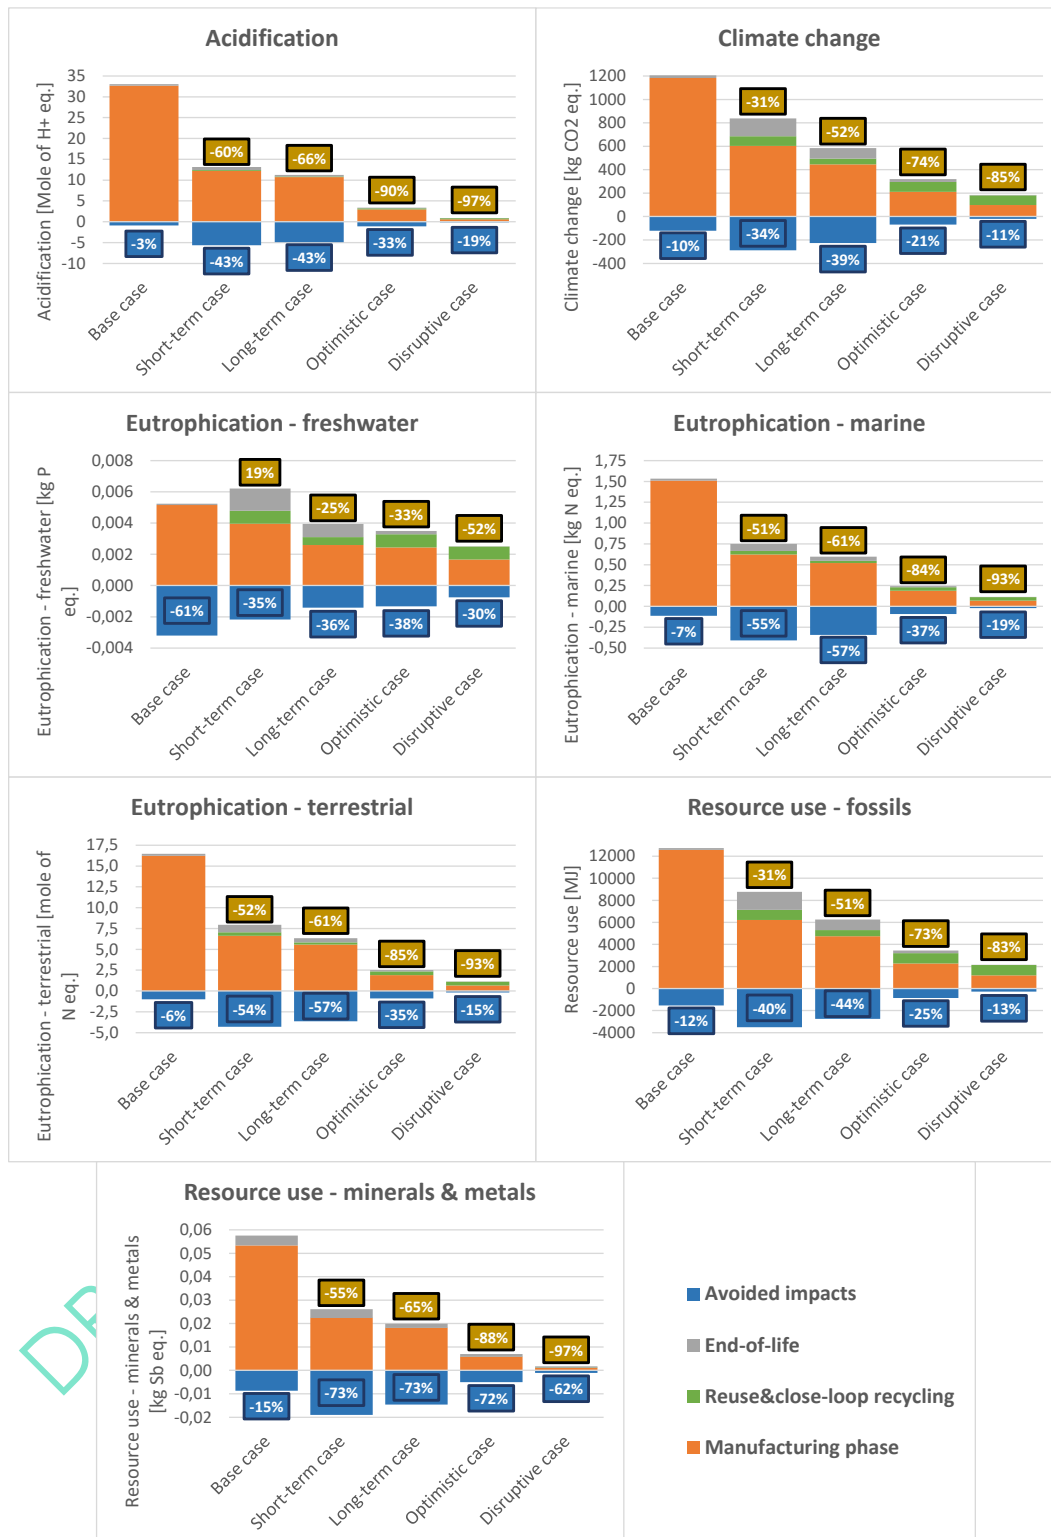 Acidification
Acidification [Mole of H+ eq.]
35
30
25
20
15
10
5
0
-5
-10
-60%
-66%
-90%
-97%
-3%
-43%
-43%
-33%
-19%
Base case
Short-term case
Long-term case
Optimistic case
Disruptive case
Climate change
Climate change [kg CO2 eq.]
1200
1000
800
600
400
200
0
-200
-400
-31%
-52%
-74%
-85%
-10%
-34%
-39%
-21%
-11%
Base case
Short-term case
Long-term case
Optimistic case
Disruptive case
Eutrophication - freshwater
Eutrophication - freshwater [kg P
eq.]
0,008
0,006
0,004
0,002
0,000
-0,002
-0,004
19%
-25%
-33%
-52%
-61%
-35%
-36%
-38%
-30%
Base case
Short-term case
Long-term case
Optimistic case
Disruptive case
Eutrophication - marine
Eutrophication - marine [kg N eq.]
1,75
1,50
1,25
1,00
0,75
0,50
0,25
0,00
-0,25
-0,50
-51%
-61%
-84%
-93%
-7%
-55%
-57%
-37%
-19%
Base case
Short-term case
Long-term case
Optimistic case
Disruptive case
Eutrophication - terrestrial
Eutrophication - terrestrial [mole of
N eq.]
17,5
15,0
12,5
10,0
7,5
5,0
2,5
0,0
-2,5
-5,0
-52%
-61%
-85%
-93%
-6%
-54%
-57%
-35%
-15%
Base case
Short-term case
Long-term case
Optimistic case
Disruptive case
Resource use - fossils
Resource use [MJ]
12000
10000
8000
6000
4000
2000
0
-2000
-4000
-31%
-51%
-73%
-83%
-12%
-40%
-44%
-25%
-13%
Base case
Short-term case
Long-term case
Optimistic case
Disruptive case
Resource use - minerals & metals
Resource use - minerals & metals
[kg Sb eq.]
0,06
0,05
0,04
0,03
0,02
0,01
0,00
-0,01
-0,02
-55%
-65%
-88%
-97%
-15%
-73%
-73%
-72%
-62%
Base case
Short-term case
Long-term case
Optimistic case
Disruptive case
Avoided impacts
End-of-life
Reuse&close-loop recycling
Manufacturing phase